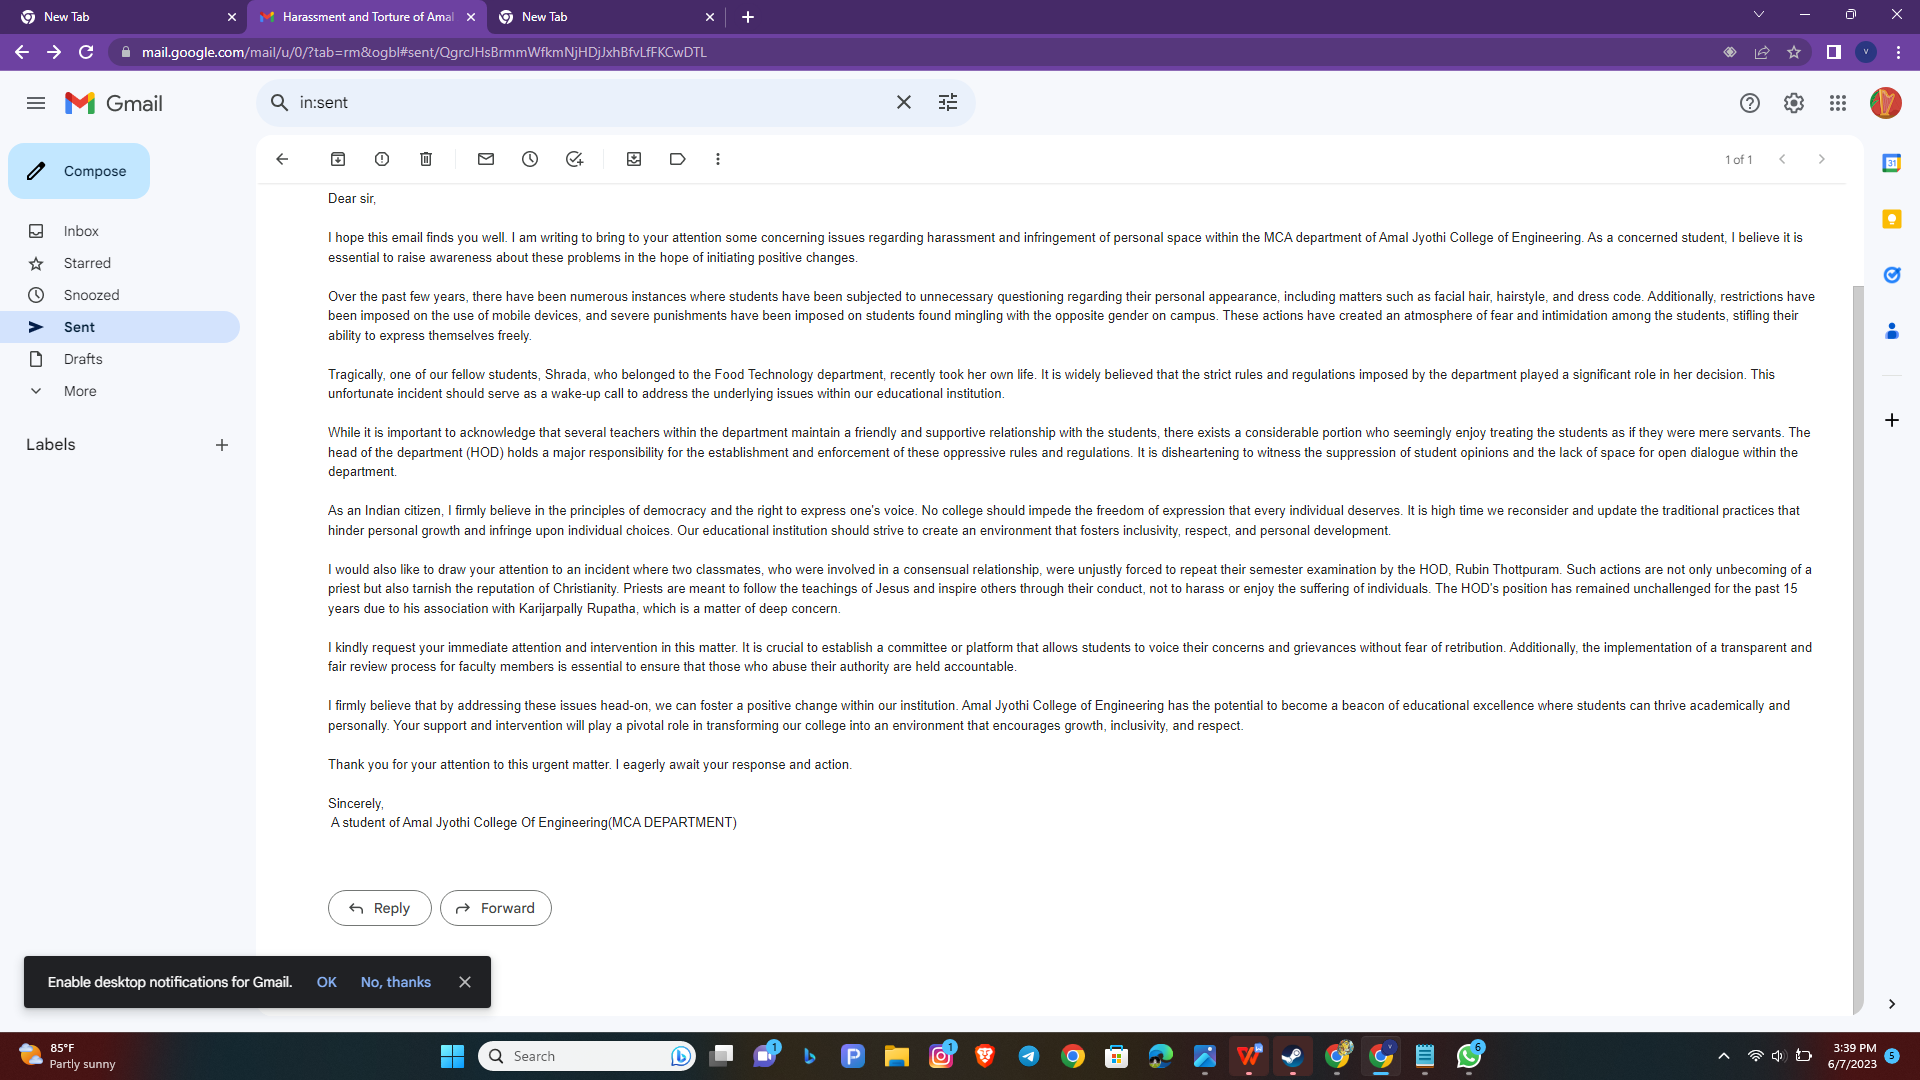 New Tab
Harassment and Torture of Amal
New Tab
mail.google.com/mail/u/0/?tab=rm&ogbl#sent/QgrcJHsBrmmWfkmNjHDjJxhBfvLfFKCwDTL
Gmail
in:sent
1 of 1
Compose
Inbox
Starred
Snoozed
Sent
Drafts
More
Labels
Dear sir,
I hope this email finds you well. I am writing to bring to your attention some concerning issues regarding harassment and infringement of personal space within the MCA department of Amal Jyothi College of Engineering. As a concerned student, I believe it is
essential to raise awareness about these problems in the hope of initiating positive changes.
Over the past few years, there have been numerous instances where students have been subjected to unnecessary questioning regarding their personal appearance, including matters such as facial hair, hairstyle, and dress code. Additionally, restrictions have
been imposed on the use of mobile devices, and severe punishments have been imposed on students found mingling with the opposite gender on campus. These actions have created an atmosphere of fear and intimidation among the students, stifling their
ability to express themselves freely.
Tragically, one of our fellow students, Shrada, who belonged to the Food Technology department, recently took her own life. It is widely believed that the strict rules and regulations imposed by the department played a significant role in her decision. This
unfortunate incident should serve as a wake-up call to address the underlying issues within our educational institution.
While it is important to acknowledge that several teachers within the department maintain a friendly and supportive relationship with the students, there exists a considerable portion who seemingly enjoy treating the students as if they were mere servants. The
head of the department (HOD) holds a major responsibility for the establishment and enforcement of these oppressive rules and regulations. It is disheartening to witness the suppression of student opinions and the lack of space for open dialogue within the
department.
As an Indian citizen, I firmly believe in the principles of democracy and the right to express one's voice. No college should impede the freedom of expression that every individual deserves. It is high time we reconsider and update the traditional practices that
hinder personal growth and infringe upon individual choices. Our educational institution should strive to create an environment that fosters inclusivity, respect, and personal development.
I would also like to draw your attention to an incident where two classmates, who were involved in a consensual relationship, were unjustly forced to repeat their semester examination by the HOD, Rubin Thottpuram. Such actions are not only unbecoming of a
priest but also tarnish the reputation of Christianity. Priests are meant to follow the teachings of Jesus and inspire others through their conduct, not to harass or enjoy the suffering of individuals. The HOD's position has remained unchallenged for the past 15
years due to his association with Karijarpally Rupatha, which is a matter of deep concern.
I kindly request your immediate attention and intervention in this matter. It is crucial to establish a committee or platform that allows students to voice their concerns and grievances without fear of retribution. Additionally, the implementation of a transparent and
fair review process for faculty members is essential to ensure that those who abuse their authority are held accountable.
I firmly believe that by addressing these issues head-on, we can foster a positive change within our institution. Amal Jyothi College of Engineering has the potential to become a beacon of educational excellence where students can thrive academically and
personally. Your support and intervention will play a pivotal role in transforming our college into an environment that encourages growth, inclusivity, and respect.
Thank you for your attention to this urgent matter. I eagerly await your response and action.
Sincerely,
A student of Amal Jyothi College Of Engineering(MCA DEPARTMENT)
Reply
Forward
Enable desktop notifications for Gmail. OK No, thanks
85°F
Partly sunny
Search
3:39 PM
6/7/2023